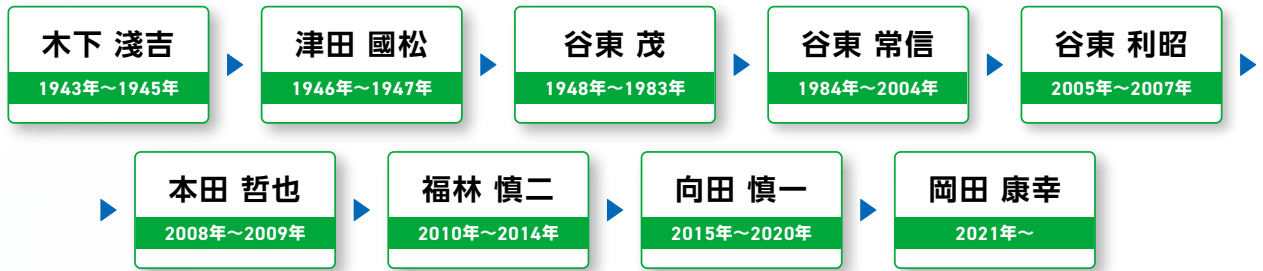 木下 淺吉
1943年～1945年
津田 國松
1946年～1947年
谷東 茂
1948年～1983年
谷東 常信
1984年～2004年
谷東 利昭
2005年～2007年
本田 哲也
2008年～2009年
福林 慎二
2010年～2014年
向田 慎一
2015年～2020年
岡田 康幸
2021年～